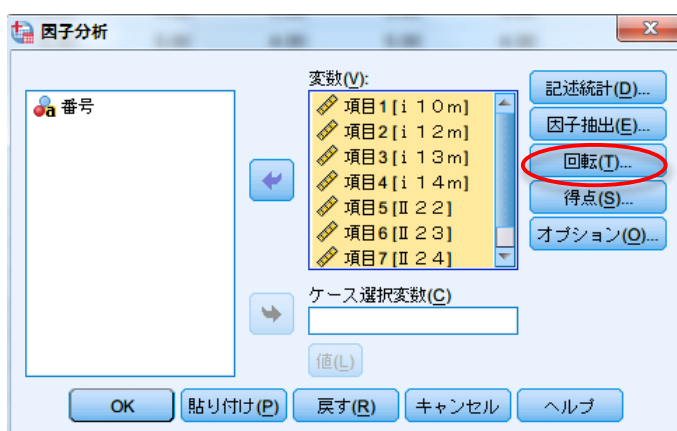 因子分析
変数(V):
番号
項目1[ｉ１０ｍ]
項目2[ｉ１２ｍ]
項目3[ｉ１３ｍ]
項目4[ｉ１４ｍ]
項目5[Ⅱ２２]
項目6[Ⅱ２３]
項目7[Ⅱ２４]
記述統計(D)...
因子抽出(E)...
回転(T)...
得点(S)...
オプション(O)...
ケース選択変数(C)
値(L)
OK 貼り付け(P) 戻す(R) キャンセル ヘルプ